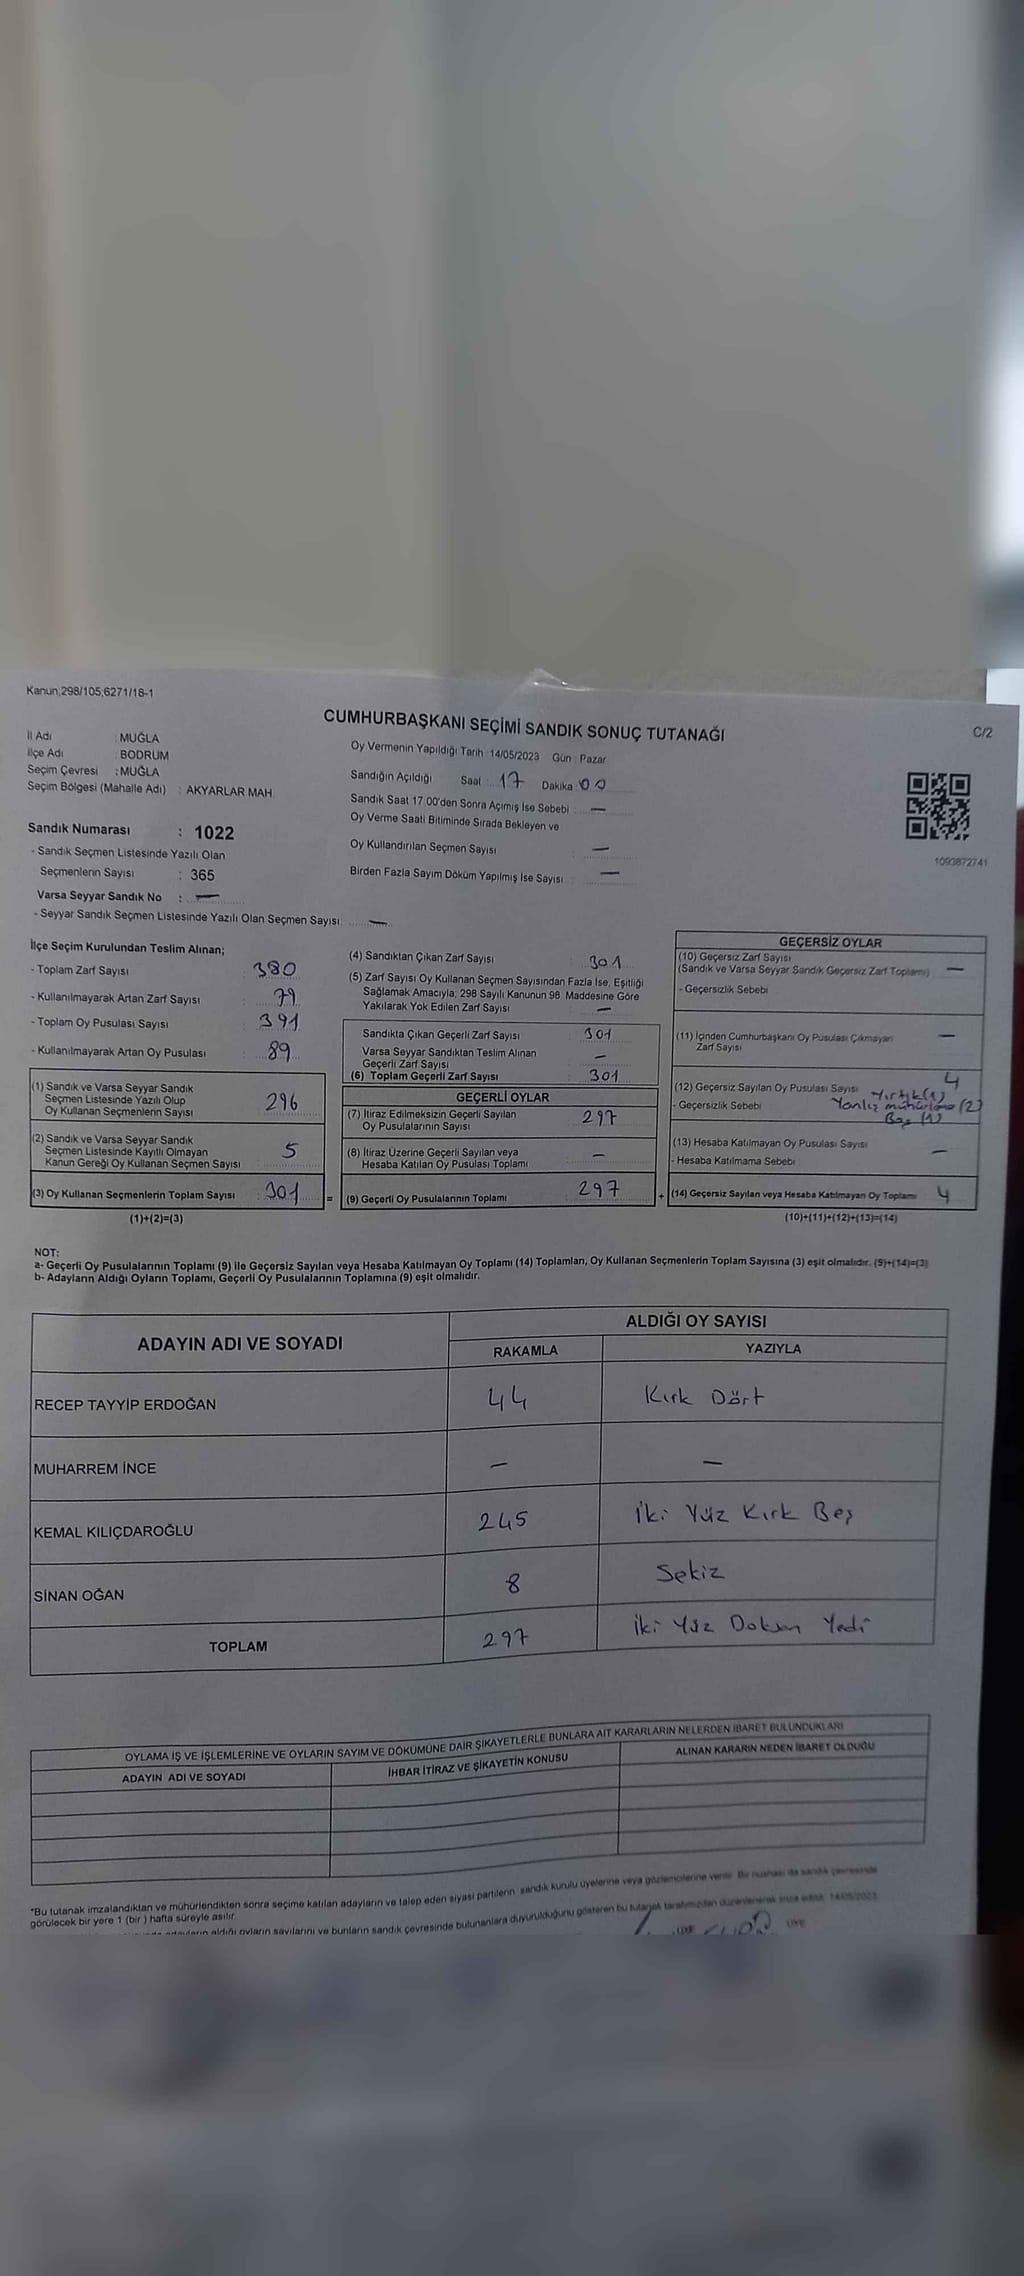 Kanun;298/105;6271/18-1
CUMHURBAŞKANI SEÇİMİ SANDIK SONUÇ TUTANAĞI
C/2
İl Adı : MUĞLA
İlçe Adı : BODRUM
Seçim Çevresi : MUĞLA
Seçim Bölgesi (Mahalle Adı) : AKYARLAR MAH.
Sandık Numarası : 1022
- Sandık Seçmen Listesinde Yazılı Olan
Seçmenlerin Sayısı : 365
Varsa Seyyar Sandık No : —
- Seyyar Sandık Seçmen Listesinde Yazılı Olan Seçmen Sayısı: —
Oy Vermenin Yapıldığı Tarih :14/05/2023 Gün : Pazar
Sandığın Açıldığı Saat : 17 Dakika : 00
Sandık Saat 17:00'den Sonra Açımış İse Sebebi : —
Oy Verme Saati Bitiminde Sırada Bekleyen ve
Oy Kullandırılan Seçmen Sayısı : —
Birden Fazla Sayım Döküm Yapılmış İse Sayısı : —
1093872741
İlçe Seçim Kurulundan Teslim Alınan;
- Toplam Zarf Sayısı : 380
- Kullanılmayarak Artan Zarf Sayısı : 79
- Toplam Oy Pusulası Sayısı : 391
- Kullanılmayarak Artan Oy Pusulası : 89
(1) Sandık ve Varsa Seyyar Sandık
Seçmen Listesinde Yazılı Olup
Oy Kullanan Seçmenlerin Sayısı : 296
(2) Sandık ve Varsa Seyyar Sandık
Seçmen Listesinde Kayıtlı Olmayan
Kanun Gereği Oy Kullanan Seçmen Sayısı : 5
(3) Oy Kullanan Seçmenlerin Toplam Sayısı : 301
(1)+(2)=(3)
(4) Sandıktan Çıkan Zarf Sayısı : 301
(5) Zarf Sayısı Oy Kullanan Seçmen Sayısından Fazla İse, Eşitliği
Sağlamak Amacıyla; 298 Sayılı Kanunun 98. Maddesine Göre
Yakılarak Yok Edilen Zarf Sayısı : —
Sandıkta Çıkan Geçerli Zarf Sayısı : 301
Varsa Seyyar Sandıktan Teslim Alınan
Geçerli Zarf Sayısı : —
(6) Toplam Geçerli Zarf Sayısı : 301
GEÇERLİ OYLAR
(7) İtiraz Edilmeksizin Geçerli Sayılan
Oy Pusulalarının Sayısı : 297
(8) İtiraz Üzerine Geçerli Sayılan veya
Hesaba Katılan Oy Pusulası Toplamı : —
= (9) Geçerli Oy Pusulalarının Toplamı : 297
GEÇERSİZ OYLAR
(10) Geçersiz Zarf Sayısı
(Sandık ve Varsa Seyyar Sandık Geçersiz Zarf Toplamı) —
- Geçersizlik Sebebi
(11) İçinden Cumhurbaşkanı Oy Pusulası Çıkmayan
Zarf Sayısı —
(12) Geçersiz Sayılan Oy Pusulası Sayısı 4
- Geçersizlik Sebebi Yırtık(1)
Yanlız mühürleme (2)
Boş (1)
(13) Hesaba Katılmayan Oy Pusulası Sayısı —
- Hesaba Katılmama Sebebi
+ (14) Geçersiz Sayılan veya Hesaba Katılmayan Oy Toplamı 4
(10)+(11)+(12)+(13)=(14)
NOT:
a- Geçerli Oy Pusulalarının Toplamı (9) ile Geçersiz Sayılan veya Hesaba Katılmayan Oy Toplamı (14) Toplamları, Oy Kullanan Seçmenlerin Toplam Sayısına (3) eşit olmalıdır. (9)+(14)=(3)
b- Adayların Aldığı Oyların Toplamı, Geçerli Oy Pusulalarının Toplamına (9) eşit olmalıdır.
ADAYIN ADI VE SOYADI
ALDIĞI OY SAYISI
RAKAMLA YAZIYLA
RECEP TAYYİP ERDOĞAN 44 Kırk Dört
MUHARREM İNCE — —
KEMAL KILIÇDAROĞLU 245 İki Yüz Kırk Beş
SİNAN OĞAN 8 Sekiz
TOPLAM 297 İki Yüz Doksan Yedi
OYLAMA İŞ VE İŞLEMLERİNE VE OYLARIN SAYIM VE DÖKÜMÜNE DAİR ŞİKAYETLERLE BUNLARA AİT KARARLARIN NELERDEN İBARET BULUNDUKLARI
ADAYIN ADI VE SOYADI İHBAR İTİRAZ VE ŞİKAYETİN KONUSU ALINAN KARARIN NEDEN İBARET OLDUĞU
*Bu tutanak imzalandıktan ve mühürlendikten sonra seçime katılan adayların ve talep eden siyasi partilerin sandık kurulu üyelerine veya gözlemcilerine verilir. Bir nushası da sandık çevresinde
görülecek bir yere 1 (bir) hafta süreyle asılır.
adayların aldığı oyların sayılarını ve bunların sandık çevresinde bulunanlara duyurulduğunu gösteren bu tutanak tarafımızdan düzenlenerek imza edildi. 14/05/2023
ÜYE ÜYE